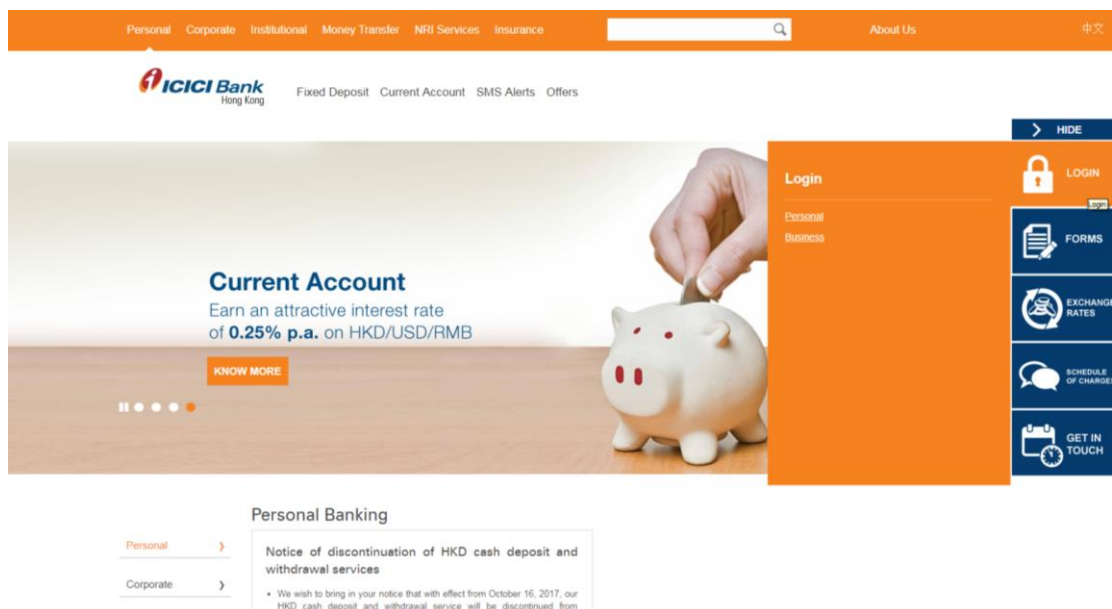 Personal Corporate Institutional Money Transfer NRI Services Insurance About Us 中文
i ICICI Bank
Hong Kong
Fixed Deposit Current Account SMS Alerts Offers
HIDE
Login
Personal
Business
LOGIN
Login
FORMS
EXCHANGE
RATES
SCHEDULE
OF CHARGES
GET IN
TOUCH
Current Account
Earn an attractive interest rate
of 0.25% p.a. on HKD/USD/RMB
KNOW MORE
Personal Banking
Personal
Corporate
Notice of discontinuation of HKD cash deposit and
withdrawal services
• We wish to bring in your notice that with effect from October 16, 2017, our
HKD cash deposit and withdrawal service will be discontinued from